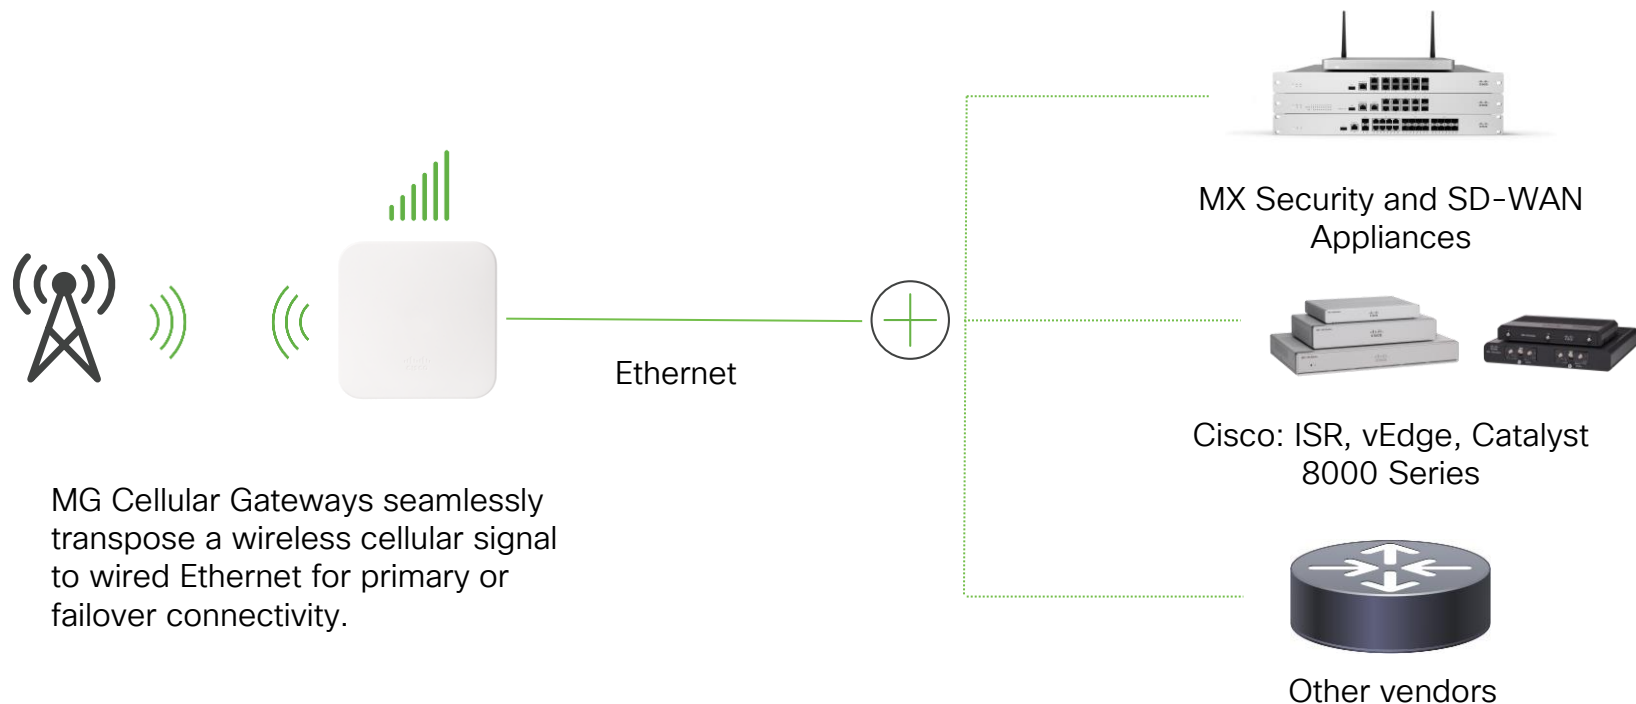 MX Security and SD-WAN
Appliances
Ethernet
Cisco: ISR, vEdge, Catalyst
8000 Series
MG Cellular Gateways seamlessly
transpose a wireless cellular signal
to wired Ethernet for primary or
failover connectivity.
Other vendors